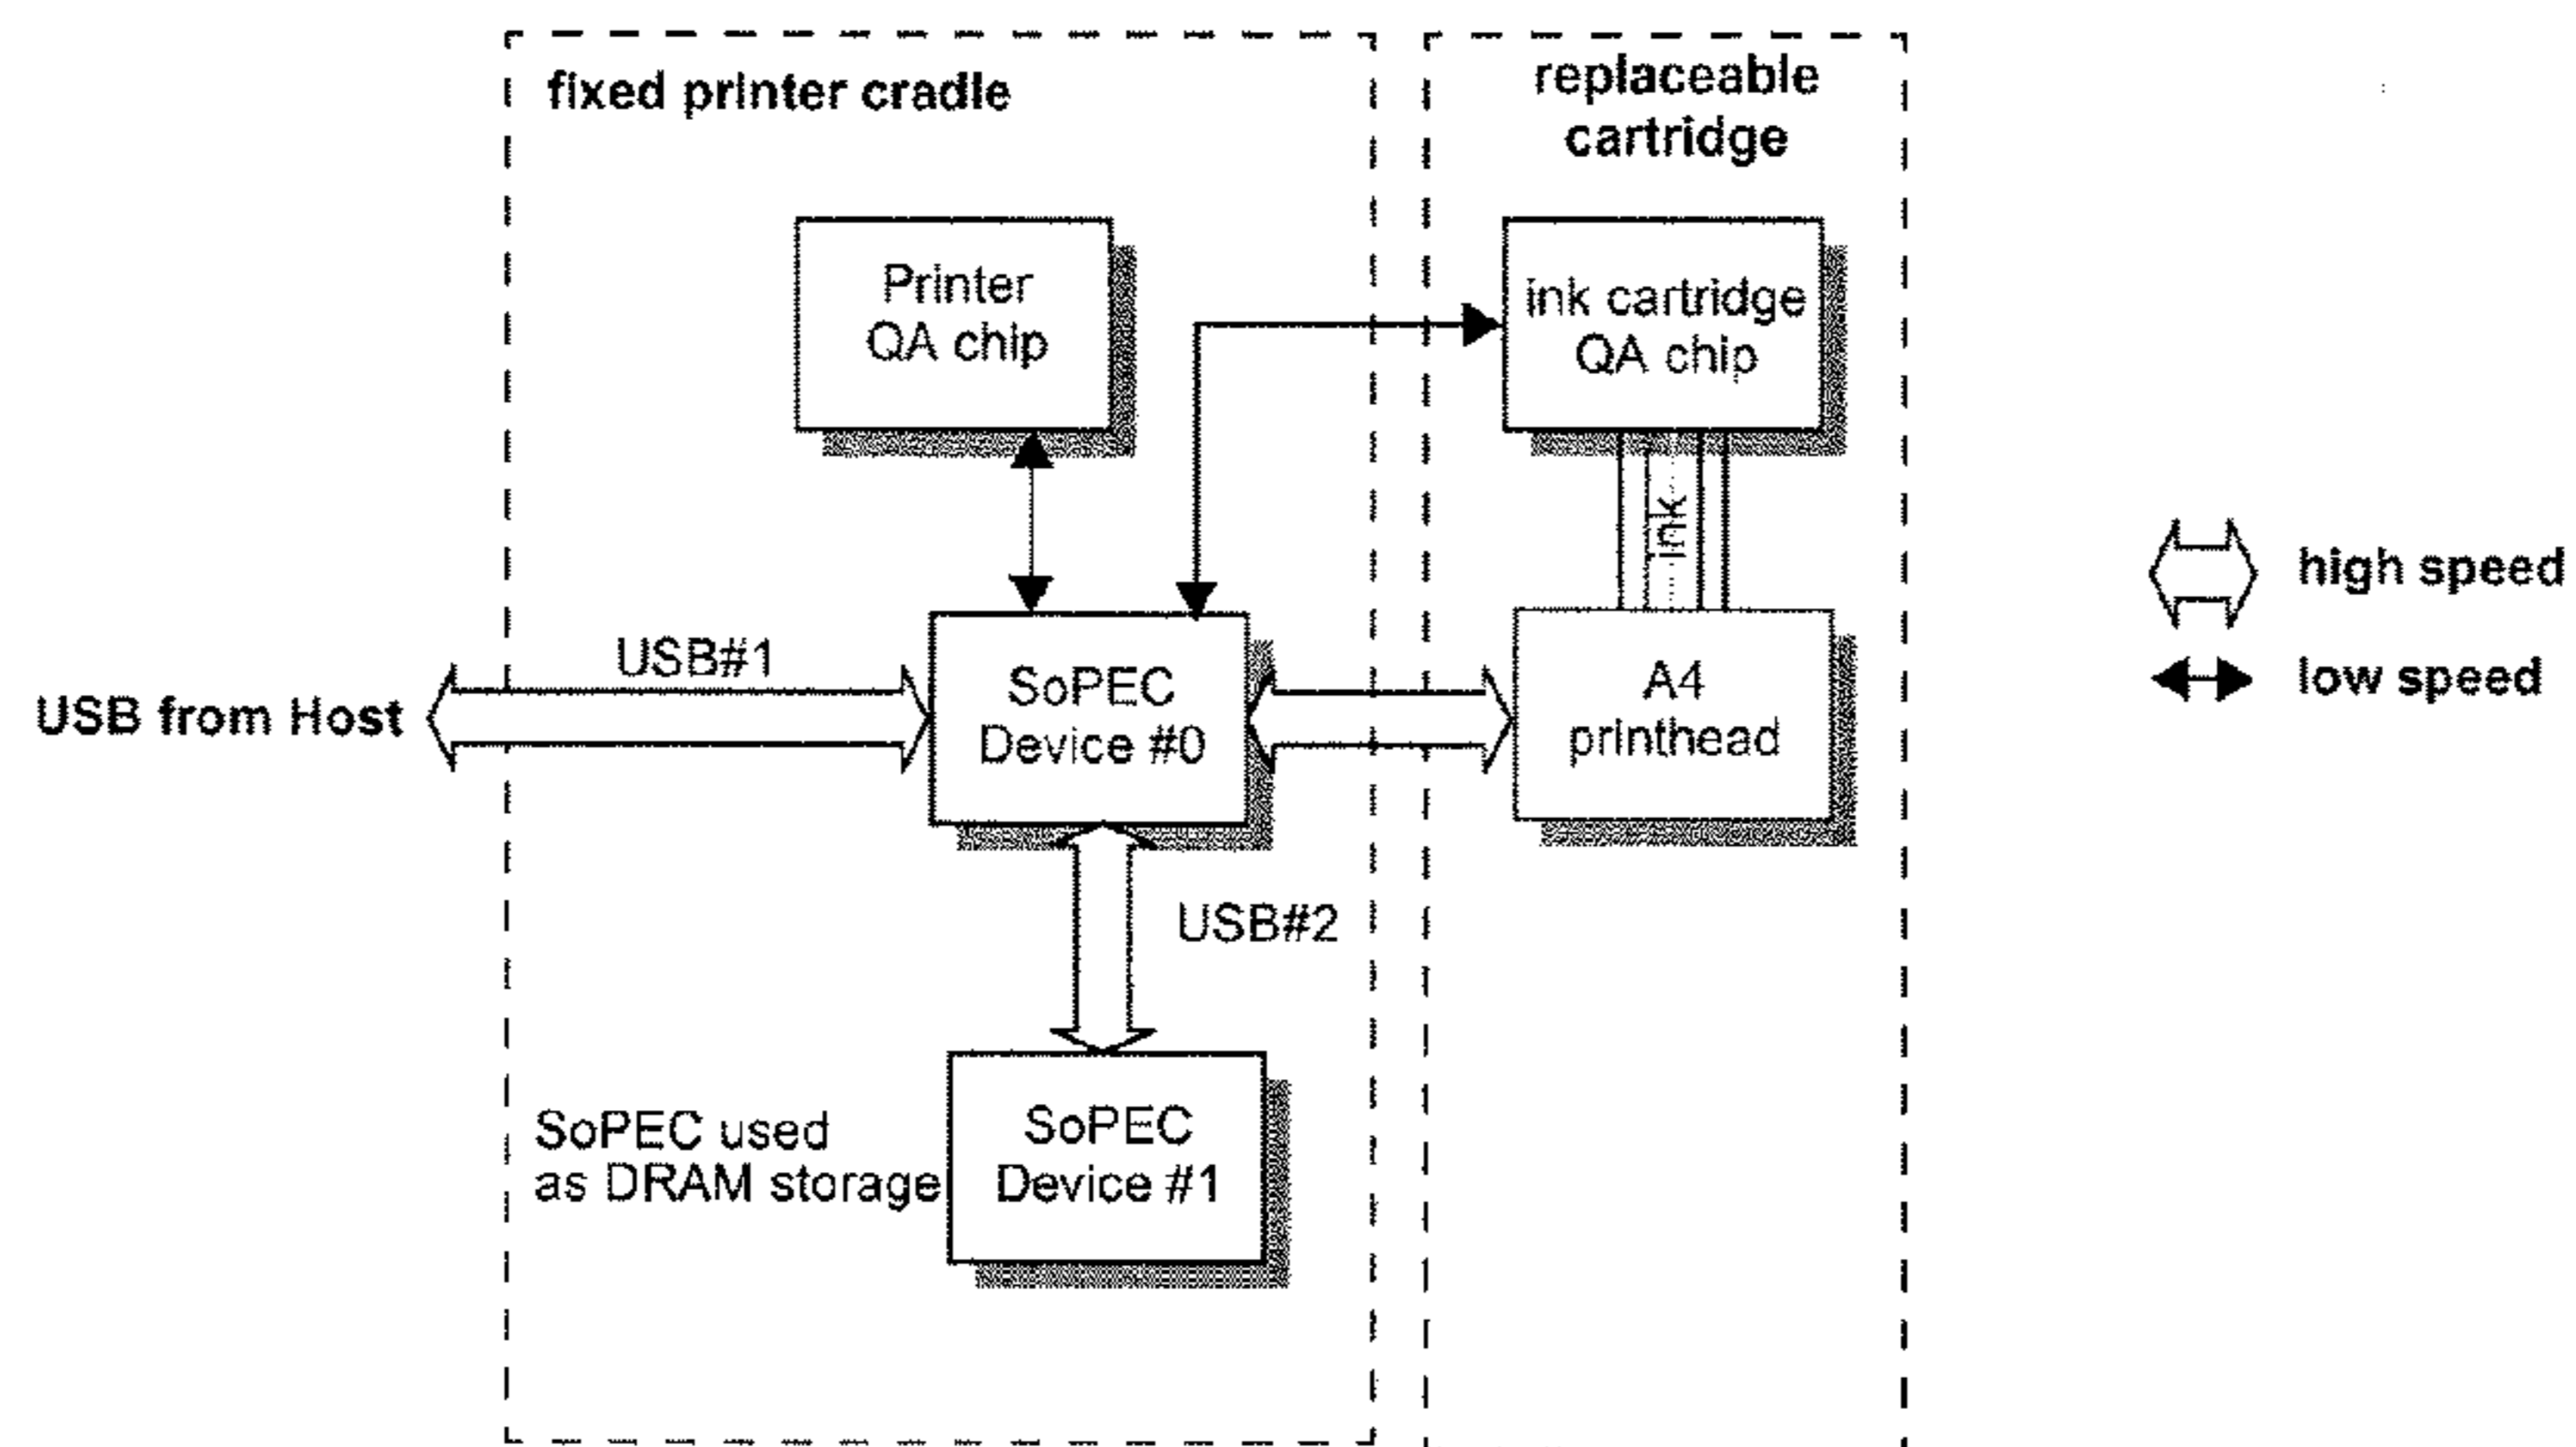 fixed printer cradle
replaceable
cartridge
Printer
QA chip
ink cartridge
QA chip
ink
high speed
low speed
USB from Host
USB#1
SoPEC
Device #0
A4
printhead
USB#2
SoPEC used
as DRAM storage
SoPEC
Device #1